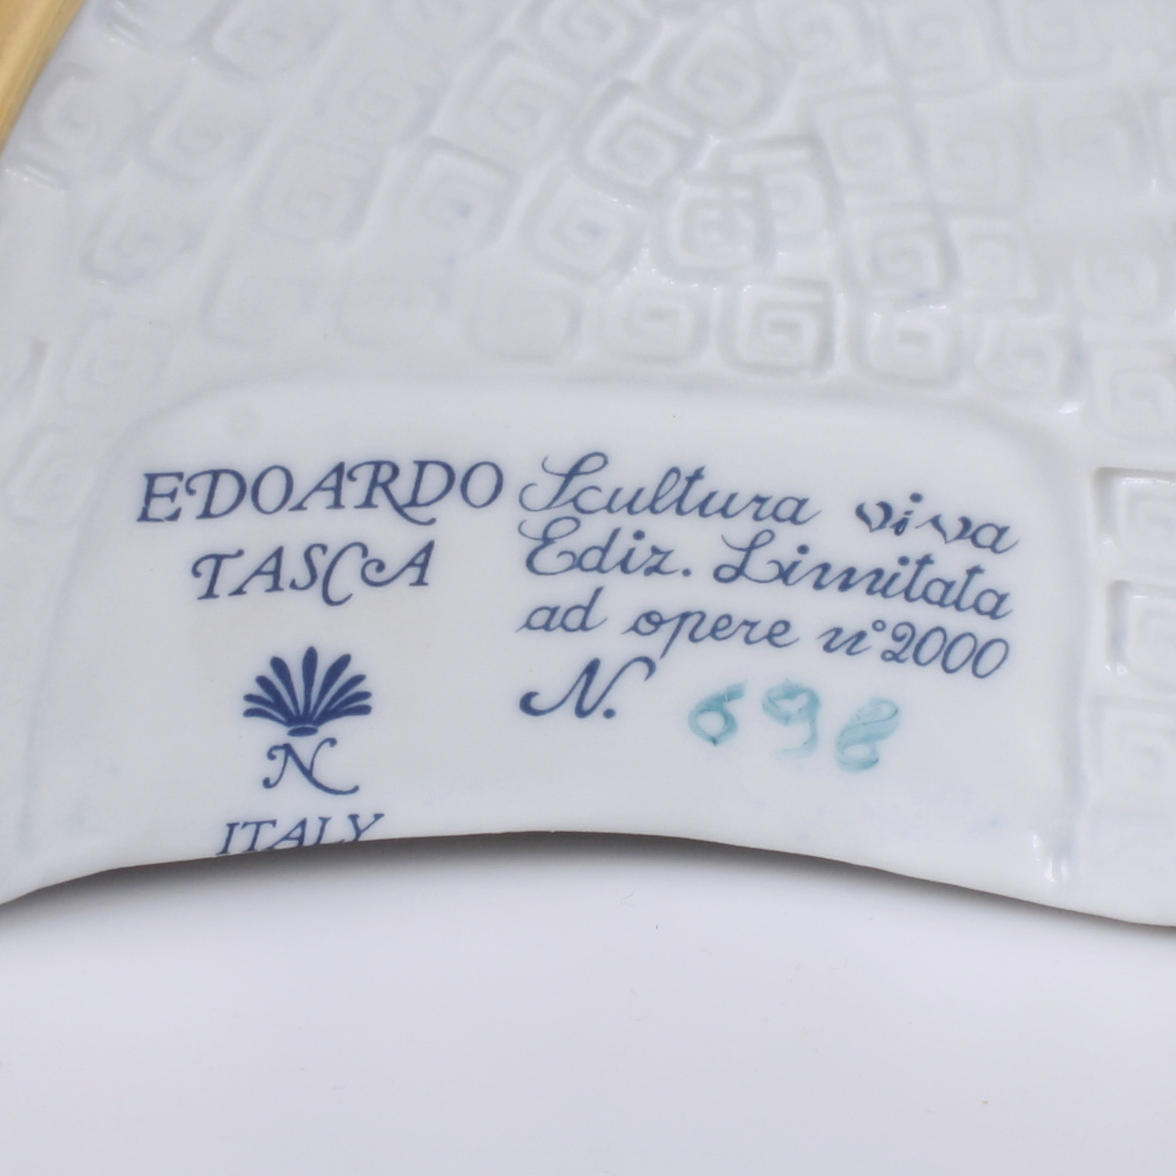 EDOARDO
TASCA
N
ITALY
Scultura viva
Ediz. Limitata
ad opere n°2000
N. 698